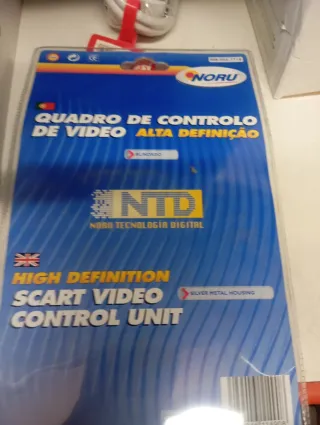 NORU
QUADRO DE CONTROLO
DE VIDEO ALTA DEFINIÇÃO
BLINDADO
NTD
NORU TECNOLOGIA DIGITAL
HIGH DEFINITION
SCART VIDEO
SILVER METAL HOUSING
CONTROL UNIT